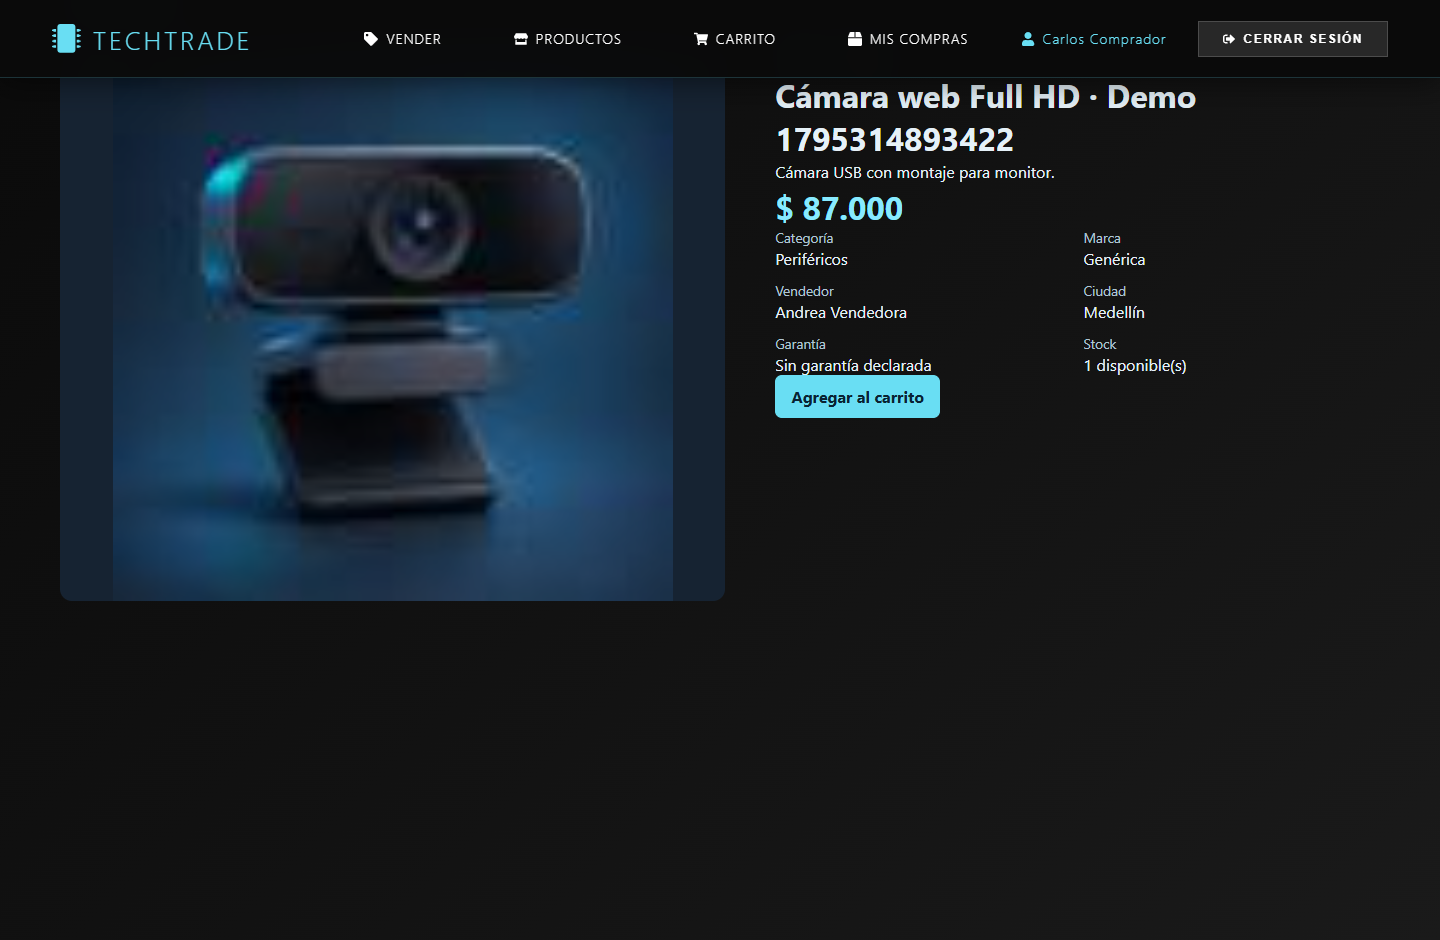 TECHTRADE
VENDER
PRODUCTOS
CARRITO
MIS COMPRAS
Carlos Comprador
CERRAR SESIÓN
Cámara web Full HD · Demo
1795314893422
Cámara USB con montaje para monitor.
$ 87.000
Categoría
Periféricos
Marca
Genérica
Vendedor
Andrea Vendedora
Ciudad
Medellín
Garantía
Sin garantía declarada
Stock
1 disponible(s)
Agregar al carrito